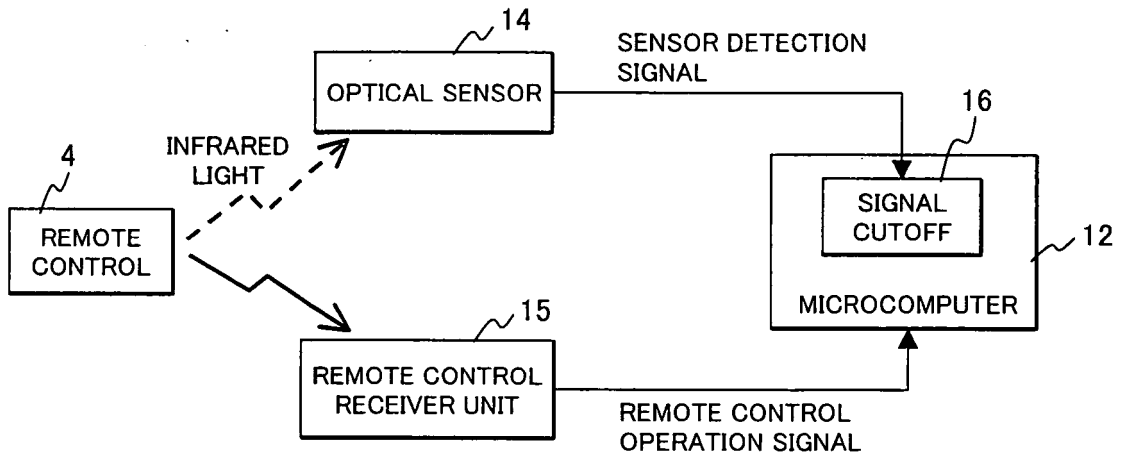 14
SENSOR DETECTION
SIGNAL
OPTICAL SENSOR
16
INFRARED
LIGHT
4
SIGNAL
CUTOFF
12
REMOTE
CONTROL
MICROCOMPUTER
15
REMOTE CONTROL
RECEIVER UNIT
REMOTE CONTROL
OPERATION SIGNAL